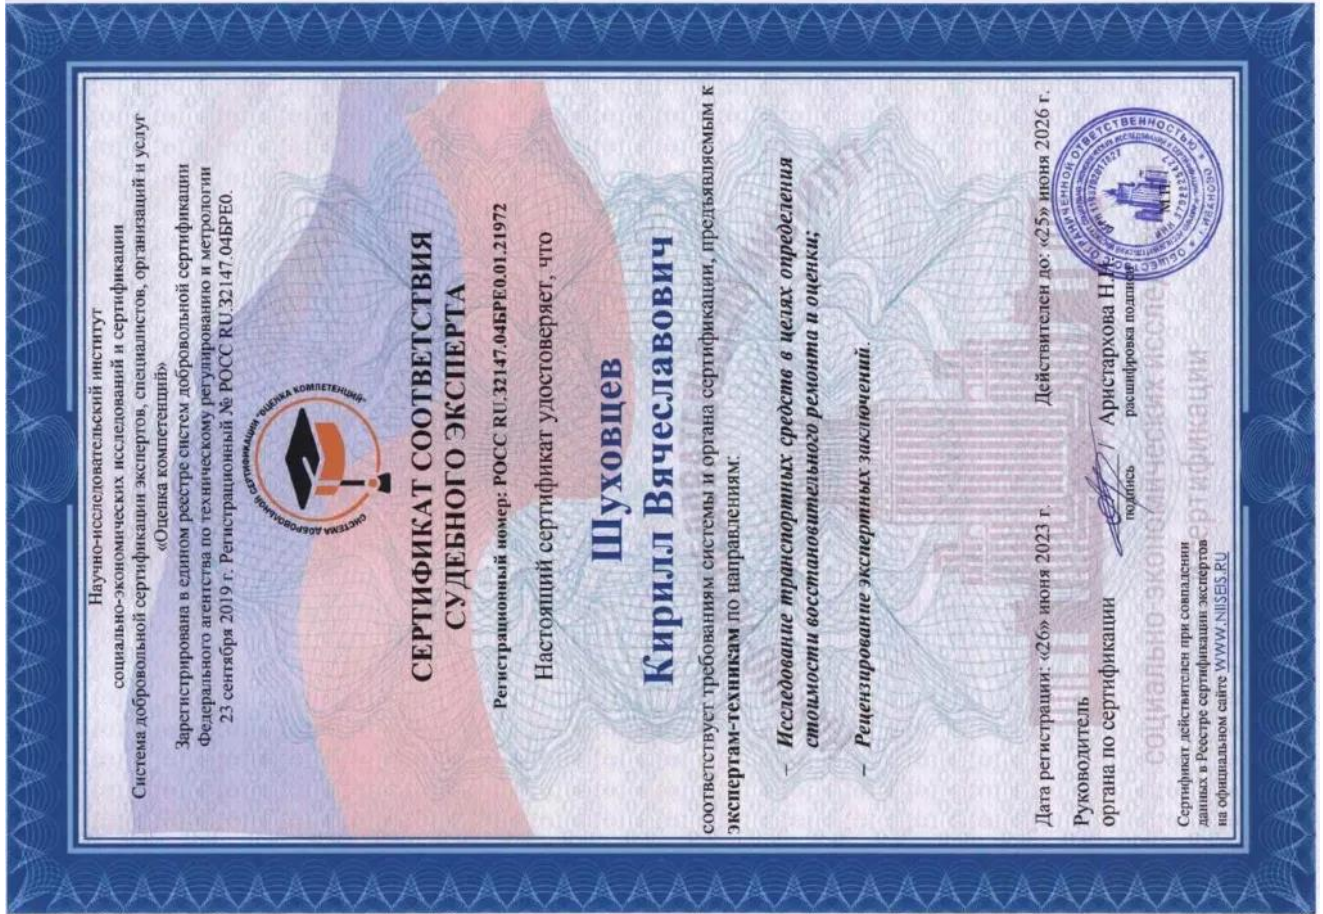 Научно-исследовательский институт
социально-экономических исследований и сертификации
Система добровольной сертификации экспертов, специалистов, организаций и услуг
«Оценка компетенций»
Зарегистрирована в едином реестре систем добровольной сертификации
Федерального агентства по техническому регулированию и метрологии
23 сентября 2019 г. Регистрационный № РОСС RU.32147.04БРЕ0.
СИСТЕМА ДОБРОВОЛЬНОЙ СЕРТИФИКАЦИИ "ОЦЕНКА КОМПЕТЕНЦИЙ"
СЕРТИФИКАТ СООТВЕТСТВИЯ
СУДЕБНОГО ЭКСПЕРТА
Регистрационный номер: РОСС RU.32147.04БРЕ0.01.21972
Настоящий сертификат удостоверяет, что
Шуховцев
Кирилл Вячеславович
соответствует требованиям системы и органа сертификации, предъявляемым к
экспертам-техникам по направлениям:
– Исследование транспортных средств в целях определения
стоимости восстановительного ремонта и оценки;
– Рецензирование экспертных заключений.
Дата регистрации: «26» июня 2023 г. Действителен до: «25» июня 2026 г.
Руководитель
органа по сертификации / Аристархова Н.Н.
подпись расшифровка подписи
М.П.
Сертификат действителен при совпадении
данных в Реестре сертификации экспертов
на официальном сайте WWW.NIISEIS.RU